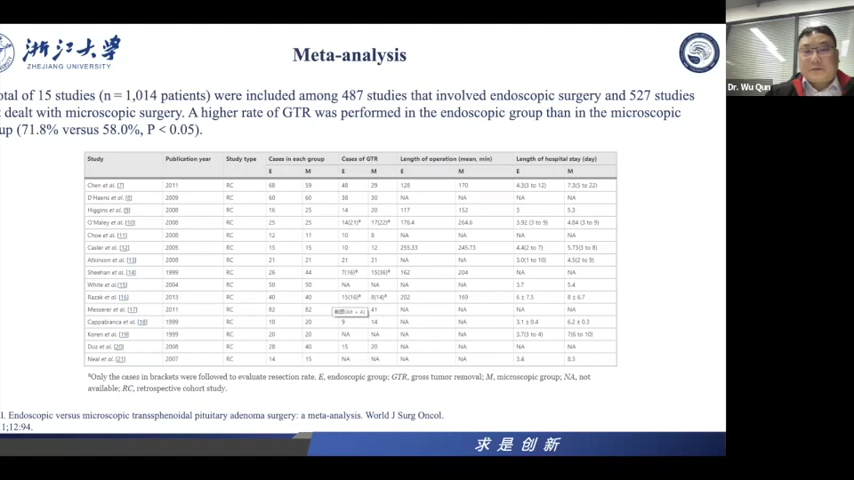 浙江大学
ZHEJIANG UNIVERSITY
Meta-analysis
Dr. Wu Qun
otal of 15 studies (n = 1,014 patients) were included among 487 studies that involved endoscopic surgery and 527 studies
t dealt with microscopic surgery. A higher rate of GTR was performed in the endoscopic group than in the microscopic
up (71.8% versus 58.0%, P < 0.05).
Study Publication year Study type Cases in each group Cases of GTR Length of operation (mean, min) Length of hospital stay (day)
E M E M E M E M
Chen et al. [7] 2011 RC 68 59 48 29 128 170 4.3(3 to 12) 7.3(5 to 22)
D'Haens et al. [8] 2009 RC 60 60 38 30 NA NA NA NA
Higgins et al. [9] 2008 RC 16 25 14 20 117 152 3 5.3
O'Maley et al. [10] 2008 RC 25 25 14(21)ª 17(22)ª 176.4 264.6 3.92 (3 to 9) 4.84 (3 to 9)
Choe et al. [11] 2008 RC 12 11 10 8 NA NA NA NA
Casler et al. [12] 2005 RC 15 15 10 12 255.33 245.73 4.4(2 to 7) 5.73(3 to 8)
Atkinson et al. [13] 2008 RC 21 21 21 21 NA NA 3.0(1 to 10) 4.5(2 to 9)
Sheehan et al. [14] 1999 RC 26 44 7(16)ª 15(36)ª 162 204 NA NA
White et al. [15] 2004 RC 50 50 NA NA NA NA 3.7 5.4
Razak et al. [16] 2013 RC 40 40 15(16)ª 8(14)ª 202 169 6 ± 7.5 8 ± 6.7
Messerer et al. [17] 2011 RC 82 82 41 NA NA NA NA
截图(Alt + A)
Cappabianca et al. [18] 1999 RC 10 20 9 14 NA NA 3.1 ± 0.4 6.2 ± 0.3
Koren et al. [19] 1999 RC 20 20 NA NA NA NA 3.7(3 to 4) 7(6 to 10)
Duz et al. [20] 2008 RC 28 40 15 20 NA NA NA NA
Neal et al. [21] 2007 RC 14 15 NA NA NA NA 3.4 8.3
ªOnly the cases in brackets were followed to evaluate resection rate. E, endoscopic group; GTR, gross tumor removal; M, microscopic group; NA, not
available; RC, retrospective cohort study.
l. Endoscopic versus microscopic transsphenoidal pituitary adenoma surgery: a meta-analysis. World J Surg Oncol.
1;12:94.
求是创新